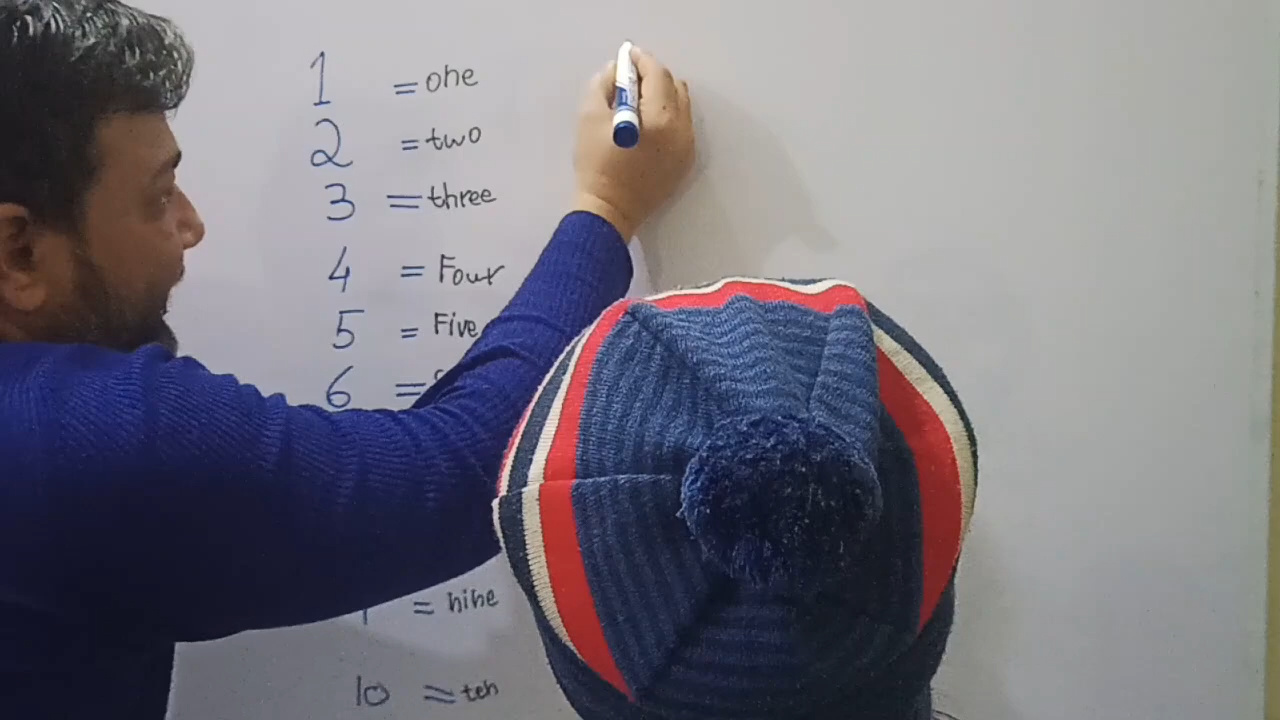 1 = one
2 = two
3 = three
4 = Four
5 = Five
6 =
= nine
10 = ten